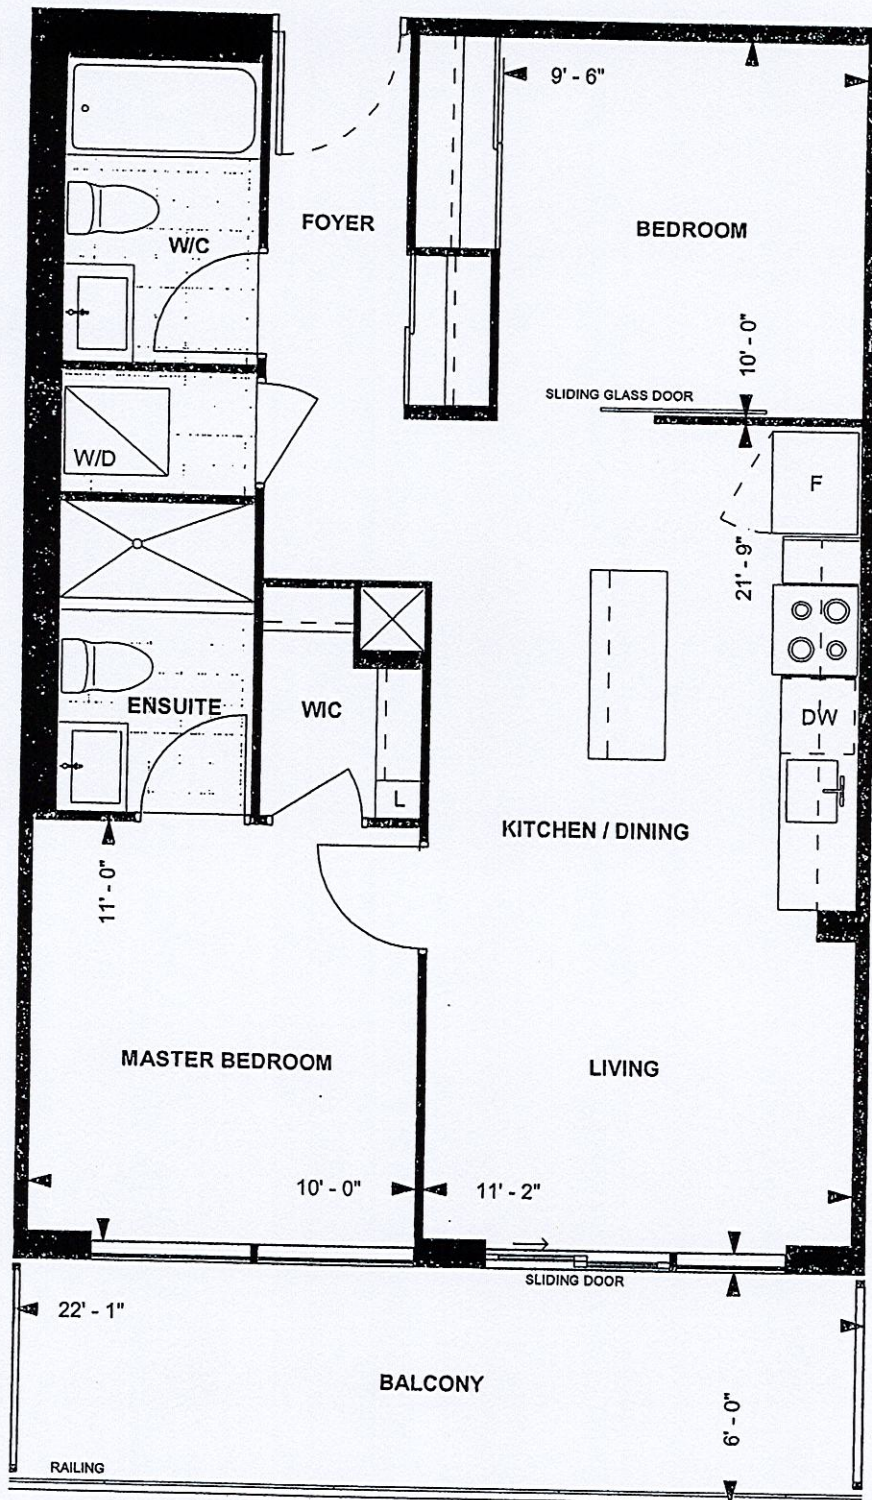 9' - 6"
FOYER
BEDROOM
W/C
10' - 0"
SLIDING GLASS DOOR
W/D
F
21' - 9"
ENSUITE
WIC
DW
L
KITCHEN / DINING
11' - 0"
MASTER BEDROOM
LIVING
10' - 0"
11' - 2"
SLIDING DOOR
22' - 1"
BALCONY
6' - 0"
RAILING